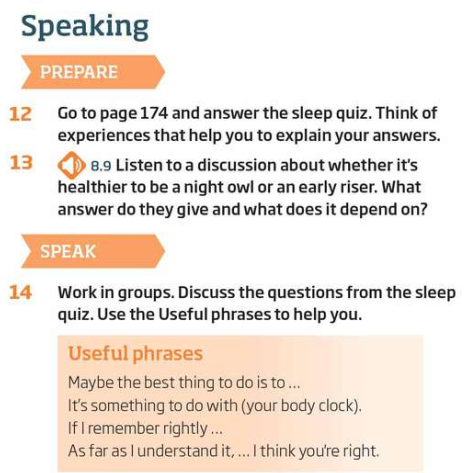 Speaking
PREPARE
12 Go to page 174 and answer the sleep quiz. Think of
experiences that help you to explain your answers.
13 8.9 Listen to a discussion about whether it's
healthier to be a night owl or an early riser. What
answer do they give and what does it depend on?
SPEAK
14 Work in groups. Discuss the questions from the sleep
quiz. Use the Useful phrases to help you.
Useful phrases
Maybe the best thing to do is to ...
It's something to do with (your body clock).
If I remember rightly ...
As far as I understand it, ... I think you're right.